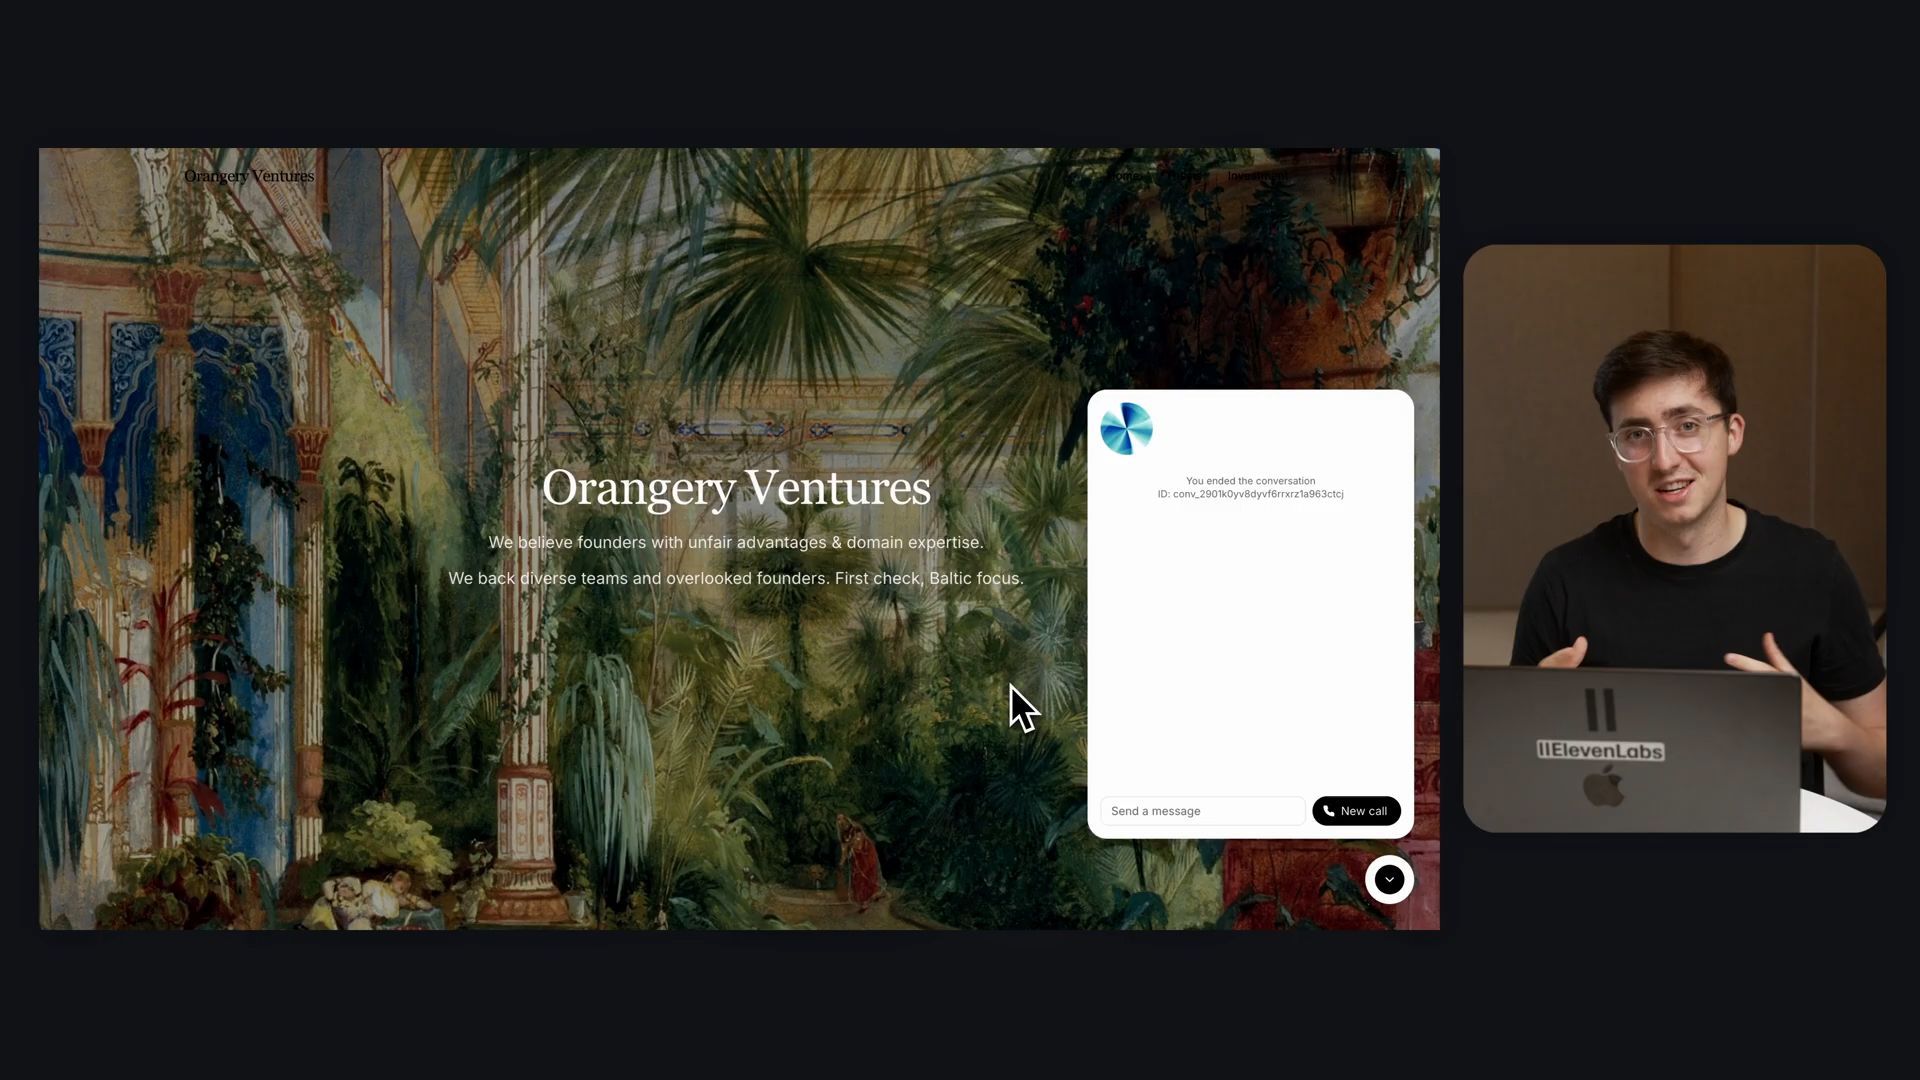 Orangery Ventures
Orangery Ventures
We believe founders with unfair advantages & domain expertise.
We back diverse teams and overlooked founders. First check, Baltic focus.
You ended the conversation
ID: conv_2901k0yv8dyvf6rrxrz1a963ctcj
Send a message
New call
IIElevenLabs